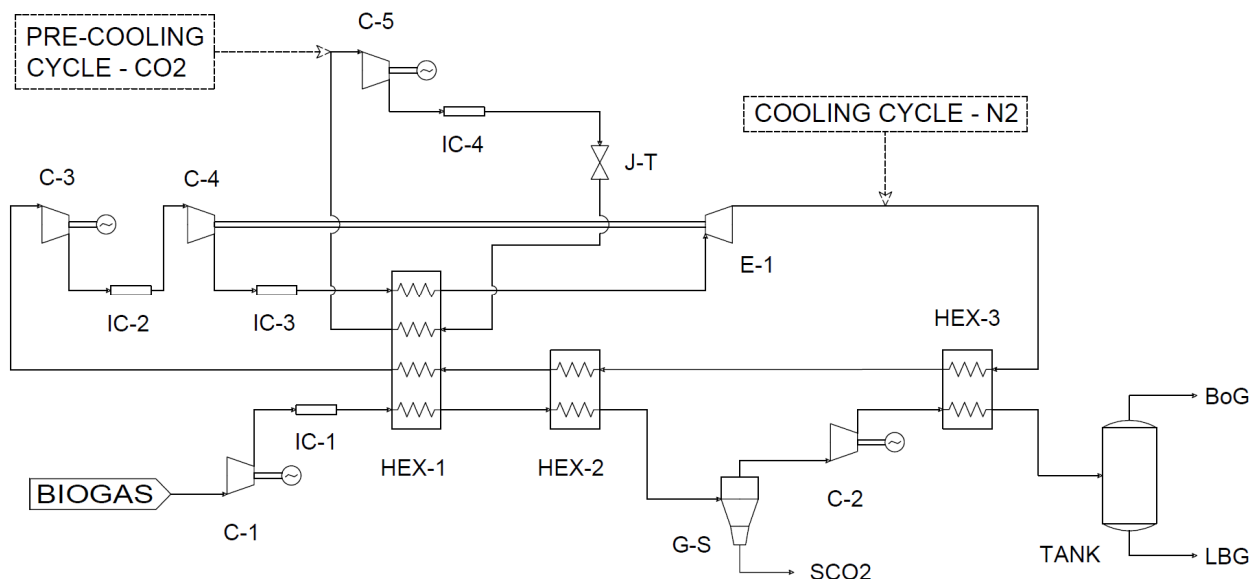 C-5
PRE-COOLING
CYCLE - CO2
IC-4
COOLING CYCLE - N2
J-T
C-3
C-4
E-1
IC-2
IC-3
HEX-3
IC-1
BoG
HEX-1
HEX-2
BIOGAS
C-2
C-1
G-S
TANK
LBG
SCO2